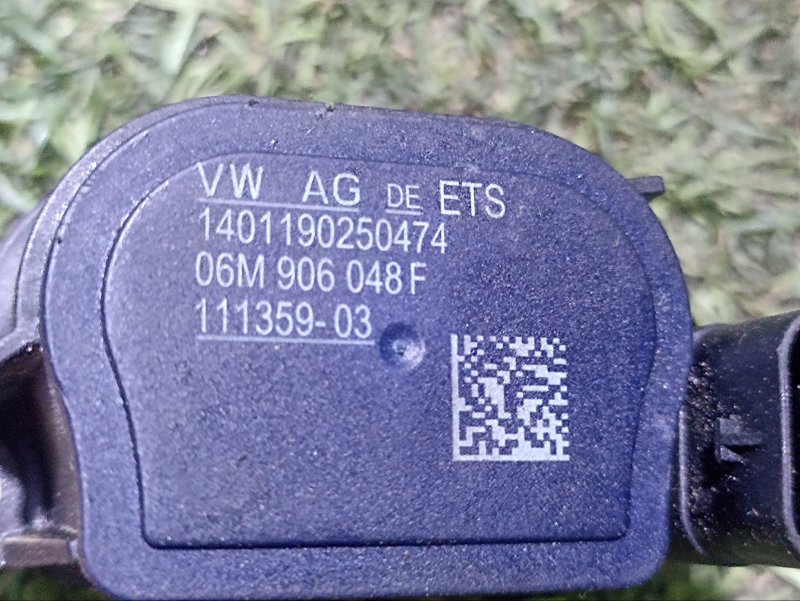 VW AG DE ETS
1401190250474
06M 906 048 F
111359-03